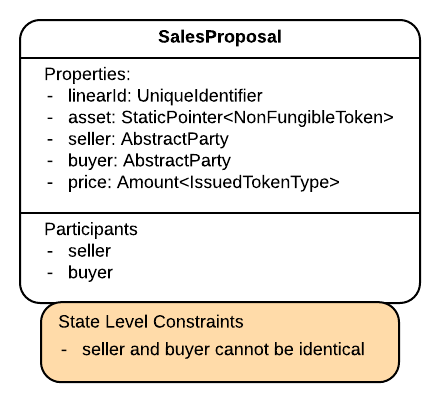 SalesProposal
Properties:
- linearId: UniqueIdentifier
- asset: StaticPointer<NonFungibleToken>
- seller: AbstractParty
- buyer: AbstractParty
- price: Amount<IssuedTokenType>
Participants
- seller
- buyer
State Level Constraints
- seller and buyer cannot be identical